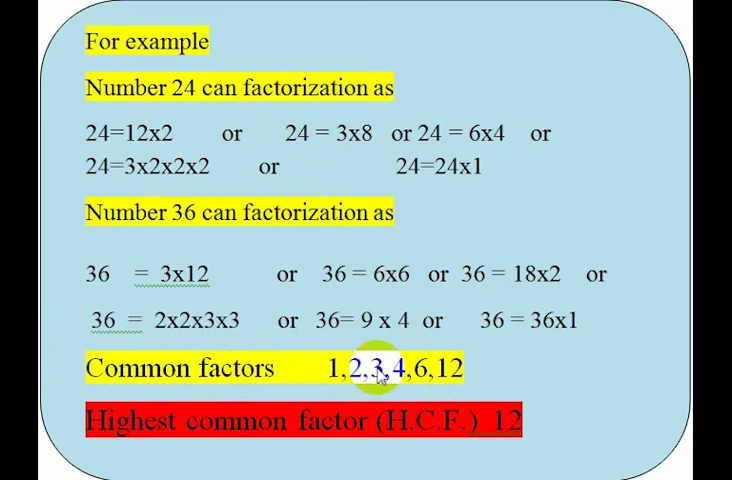 For example
Number 24 can factorization as
24=12x2 or 24 = 3x8 or 24 = 6x4 or
24=3x2x2x2 or 24=24x1
Number 36 can factorization as
36 = 3x12 or 36 = 6x6 or 36 = 18x2 or
36 = 2x2x3x3 or 36= 9 x 4 or 36 = 36x1
Common factors 1,2,3,4,6,12
Highest common factor (H.C.F.) 12